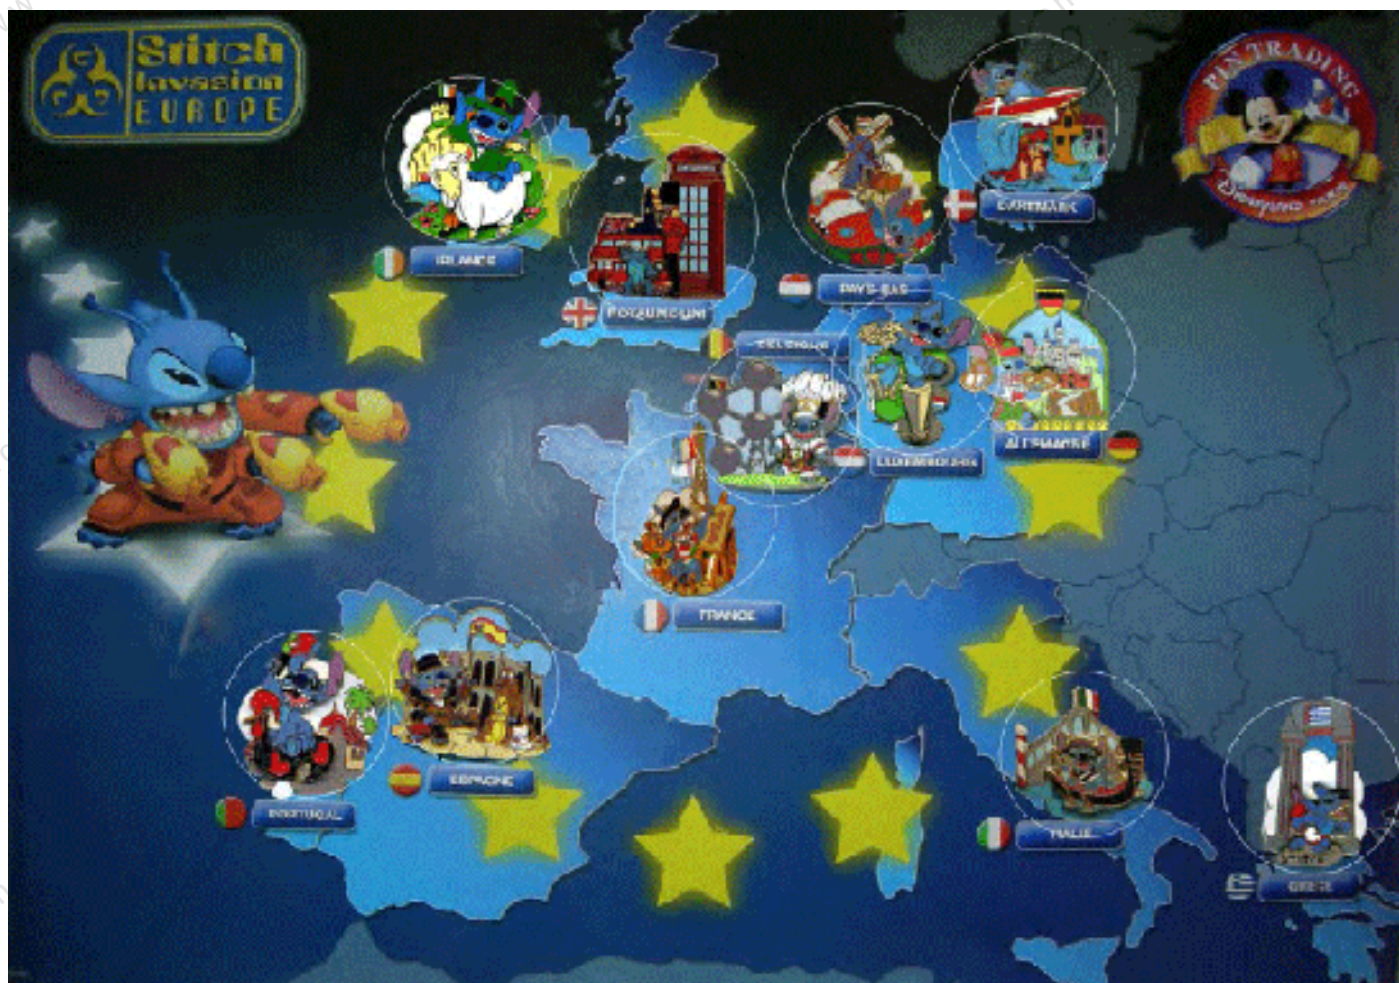 Stitch
Invasion
EUROPE
PIN TRADING
IRLANDE
DANEMARK
PAYS-BAS
ROYAUME-UNI
BELGIQUE
ALLEMAGNE
LUXEMBOURG
FRANCE
ESPAGNE
PORTUGAL
ITALIE
GRECE